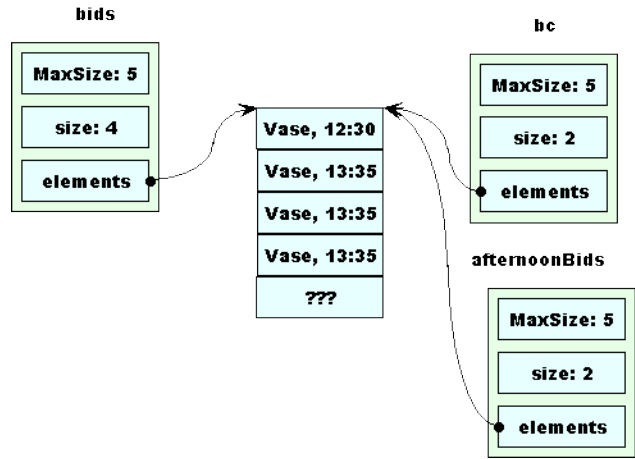 bids
MaxSize: 5
size: 4
elements
Vase, 12:30
Vase, 13:35
Vase, 13:35
Vase, 13:35
???
bc
MaxSize: 5
size: 2
elements
afternoonBids
MaxSize: 5
size: 2
elements